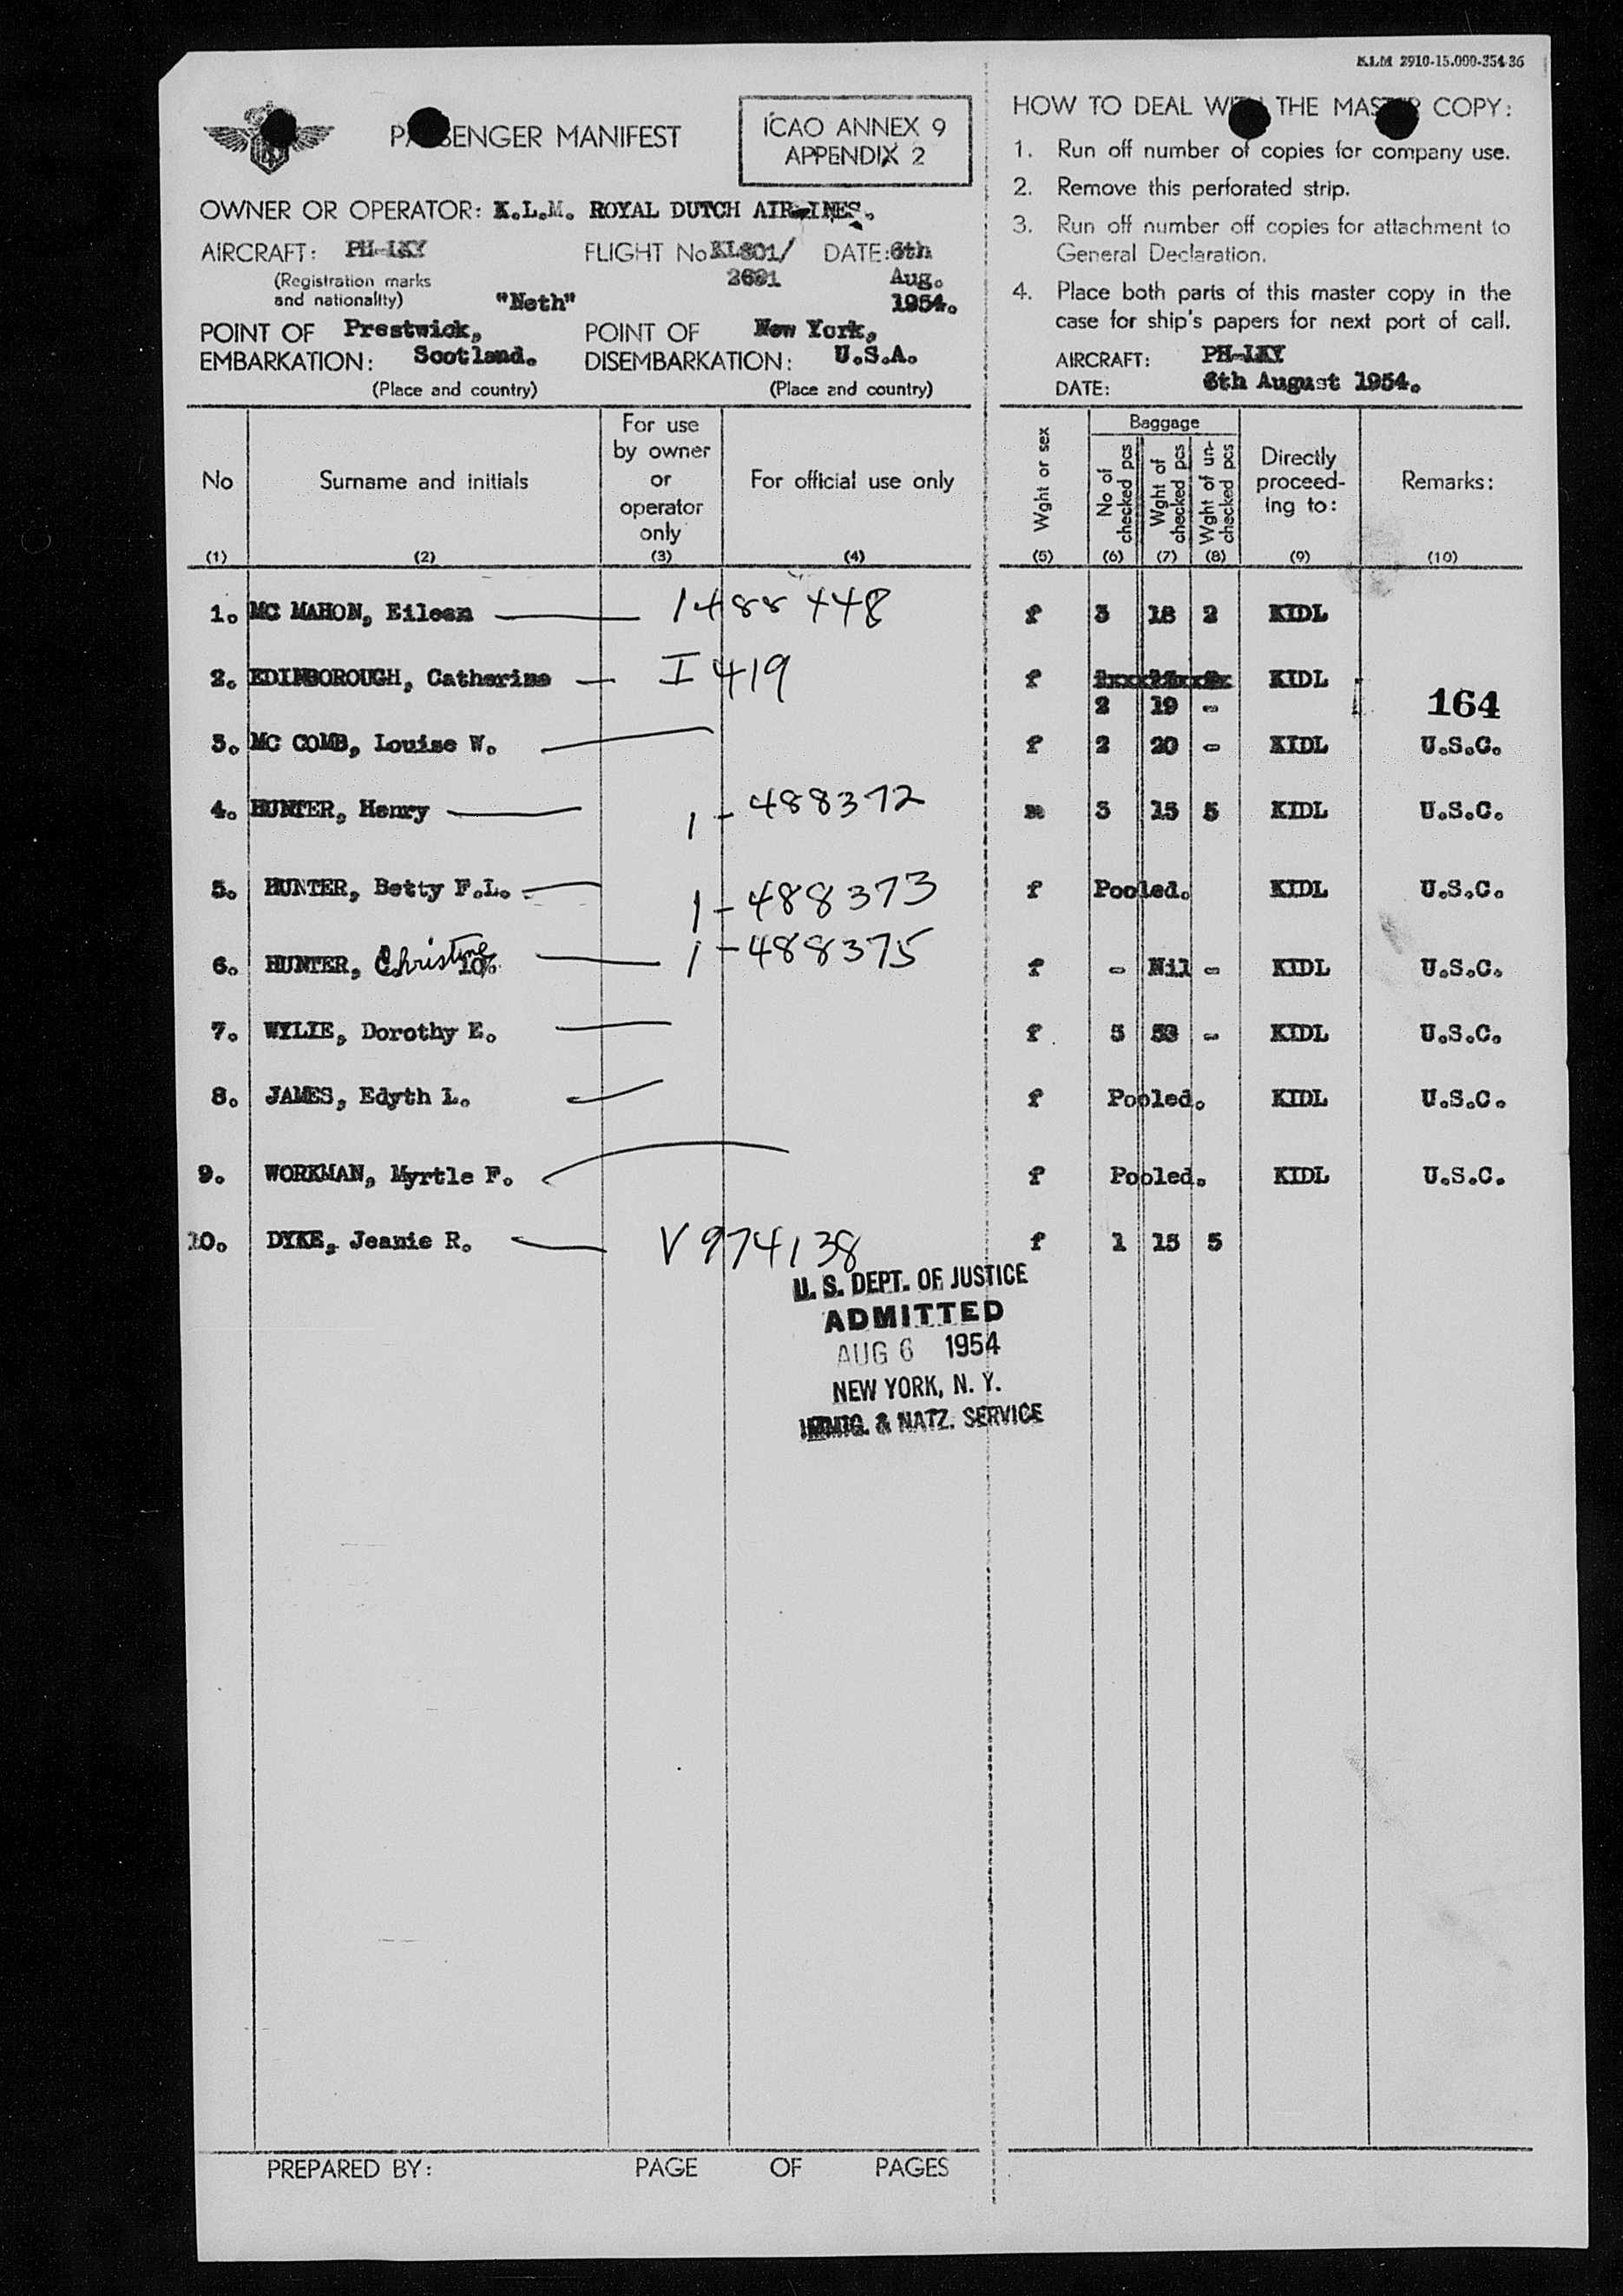 KLM 2910-15.000-354-36
PASSENGER MANIFEST
ICAO ANNEX 9
APPENDIX 2
OWNER OR OPERATOR: K.L.M. ROYAL DUTCH AIRLINES.
AIRCRAFT: PH-LKY FLIGHT No KL801/ DATE: 6th
(Registration marks 2691 Aug.
and nationality) "Neth" 1954.
POINT OF Prestwick, POINT OF New York,
EMBARKATION: Scotland. DISEMBARKATION: U.S.A.
(Place and country) (Place and country)
HOW TO DEAL WITH THE MASTER COPY:
1. Run off number of copies for company use.
2. Remove this perforated strip.
3. Run off number off copies for attachment to
General Declaration.
4. Place both parts of this master copy in the
case for ship's papers for next port of call.
AIRCRAFT: PH-LKY
DATE: 6th August 1954.
No
(1)
Surname and initials
(2)
For use
by owner
or
operator
only
(3)
For official use only
(4)
Wght or sex
(5)
Baggage
No of
checked pcs
(6)
Wght of
checked pcs
(7)
Wght of un-
checked pcs
(8)
Directly
proceed-
ing to:
(9)
Remarks:
(10)
1. MC MAHON, Eileen 1488448 f 3 18 2 KIDL
2. EDINBOROUGH, Catherine I 419 f KIDL
2 19 - 164
3. MC COMB, Louise W. f 2 20 - KIDL U.S.C.
4. HUNTER, Henry 1-488372 m 3 15 5 KIDL U.S.C.
5. HUNTER, Betty F.L. 1-488373 f Pooled. KIDL U.S.C.
6. HUNTER, Christine 10% 1-488375 f - Nil - KIDL U.S.C.
7. WYLIE, Dorothy E. f 5 53 - KIDL U.S.C.
8. JAMES, Edyth L. f Pooled. KIDL U.S.C.
9. WORKMAN, Myrtle F. f Pooled. KIDL U.S.C.
10. DYKE, Jeanie R. V974138 f 1 15 5
U. S. DEPT. OF JUSTICE
ADMITTED
AUG 6 1954
NEW YORK, N. Y.
IMMIG. & NATZ. SERVICE
PREPARED BY: PAGE OF PAGES